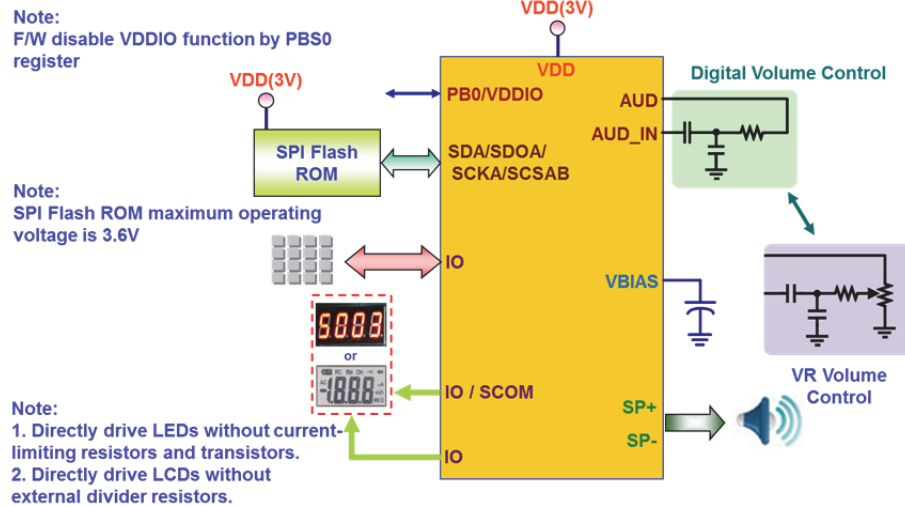 Note:
F/W disable VDDIO function by PBS0
register
VDD(3V)
VDD
VDD(3V)
SPI Flash
ROM
PB0/VDDIO
SDA/SDOA/
SCKA/SCSAB
AUD
AUD_IN
Digital Volume Control
Note:
SPI Flash ROM maximum operating
voltage is 3.6V
IO
VBIAS
5003
or
IO / SCOM
VR Volume
Control
SP+
SP-
IO
Note:
1. Directly drive LEDs without current-
limiting resistors and transistors.
2. Directly drive LCDs without
external divider resistors.